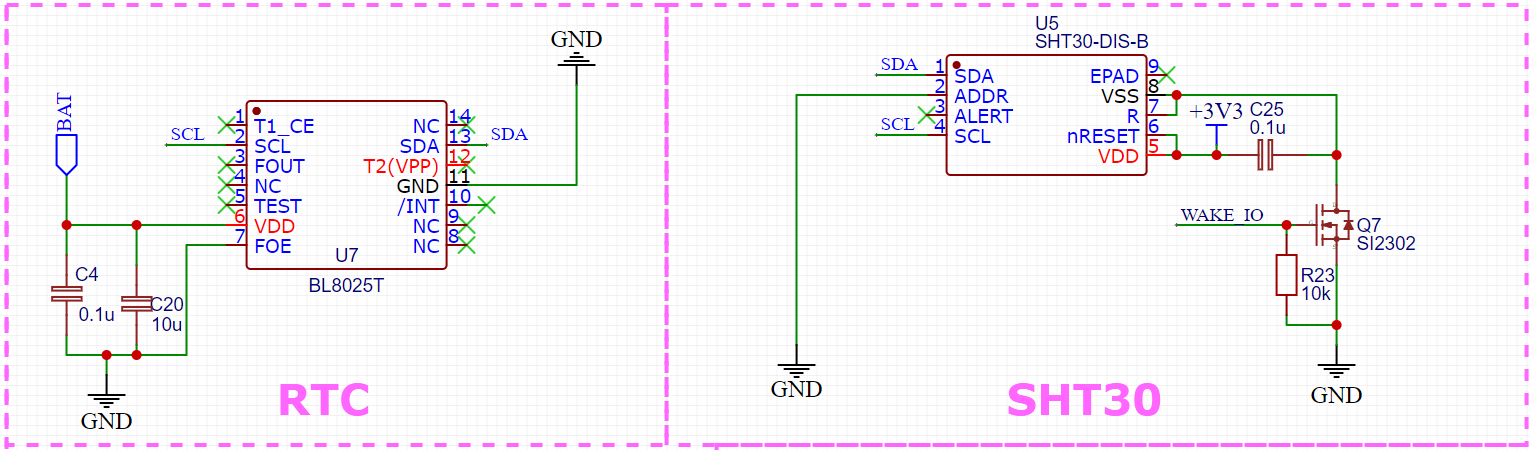 BAT
SCL
1
2
3
4
5
6
7
T1_CE
SCL
FOUT
NC
TEST
VDD
FOE
NC
SDA
T2(VPP)
GND
/INT
NC
NC
14
13
12
11
10
9
8
SDA
GND
U7
BL8025T
C4
0.1u
C20
10u
GND
RTC
U5
SHT30-DIS-B
SDA
SCL
1
2
3
4
SDA
ADDR
ALERT
SCL
EPAD
VSS
R
nRESET
VDD
9
8
7
6
5
+3V3
C25
0.1u
WAKE_IO
Q7
SI2302
R23
10k
GND
GND
SHT30